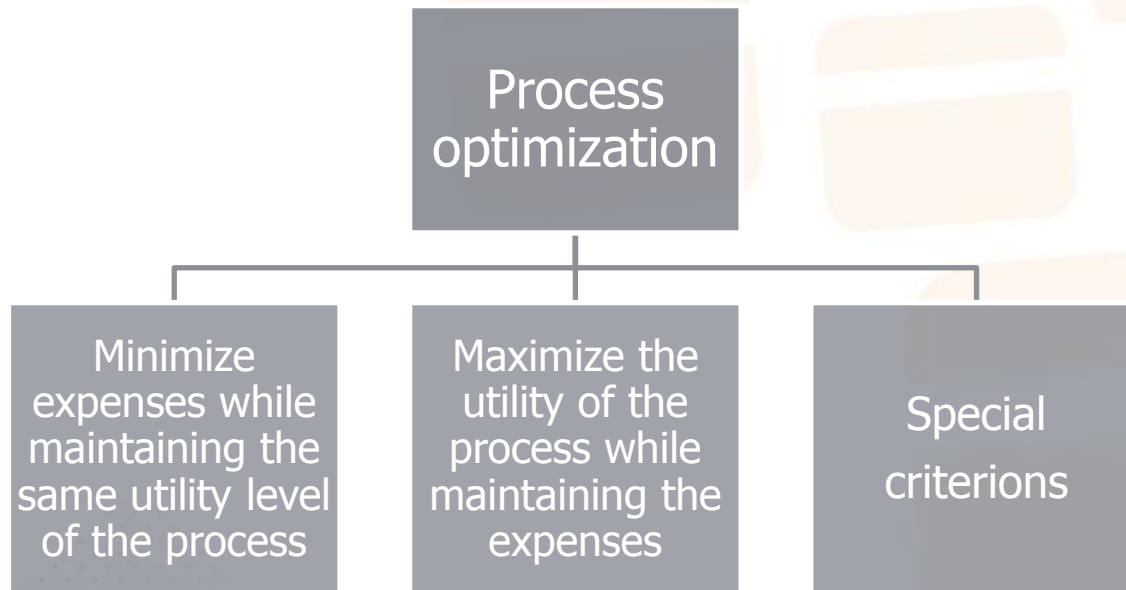 Process
optimization
Minimize
expenses while
maintaining the
same utility level
of the process
Maximize the
utility of the
process while
maintaining the
expenses
Special
criterions